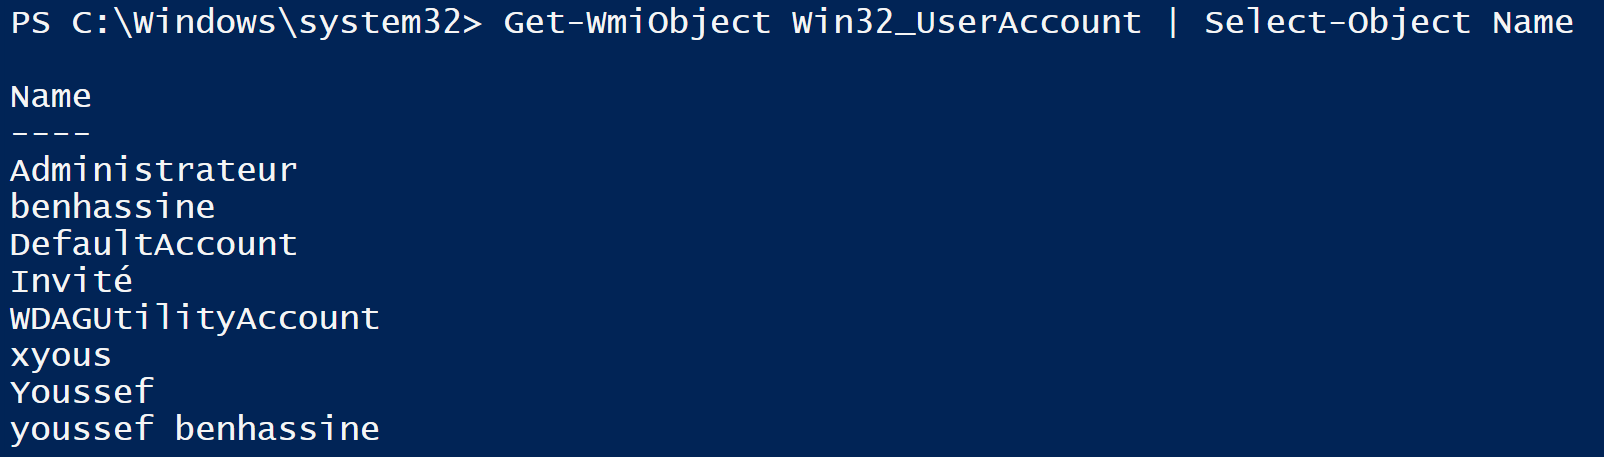 PS C:\Windows\system32> Get-WmiObject Win32_UserAccount | Select-Object Name
Name
----
Administrateur
benhassine
DefaultAccount
Invité
WDAGUtilityAccount
xyous
Youssef
youssef benhassine